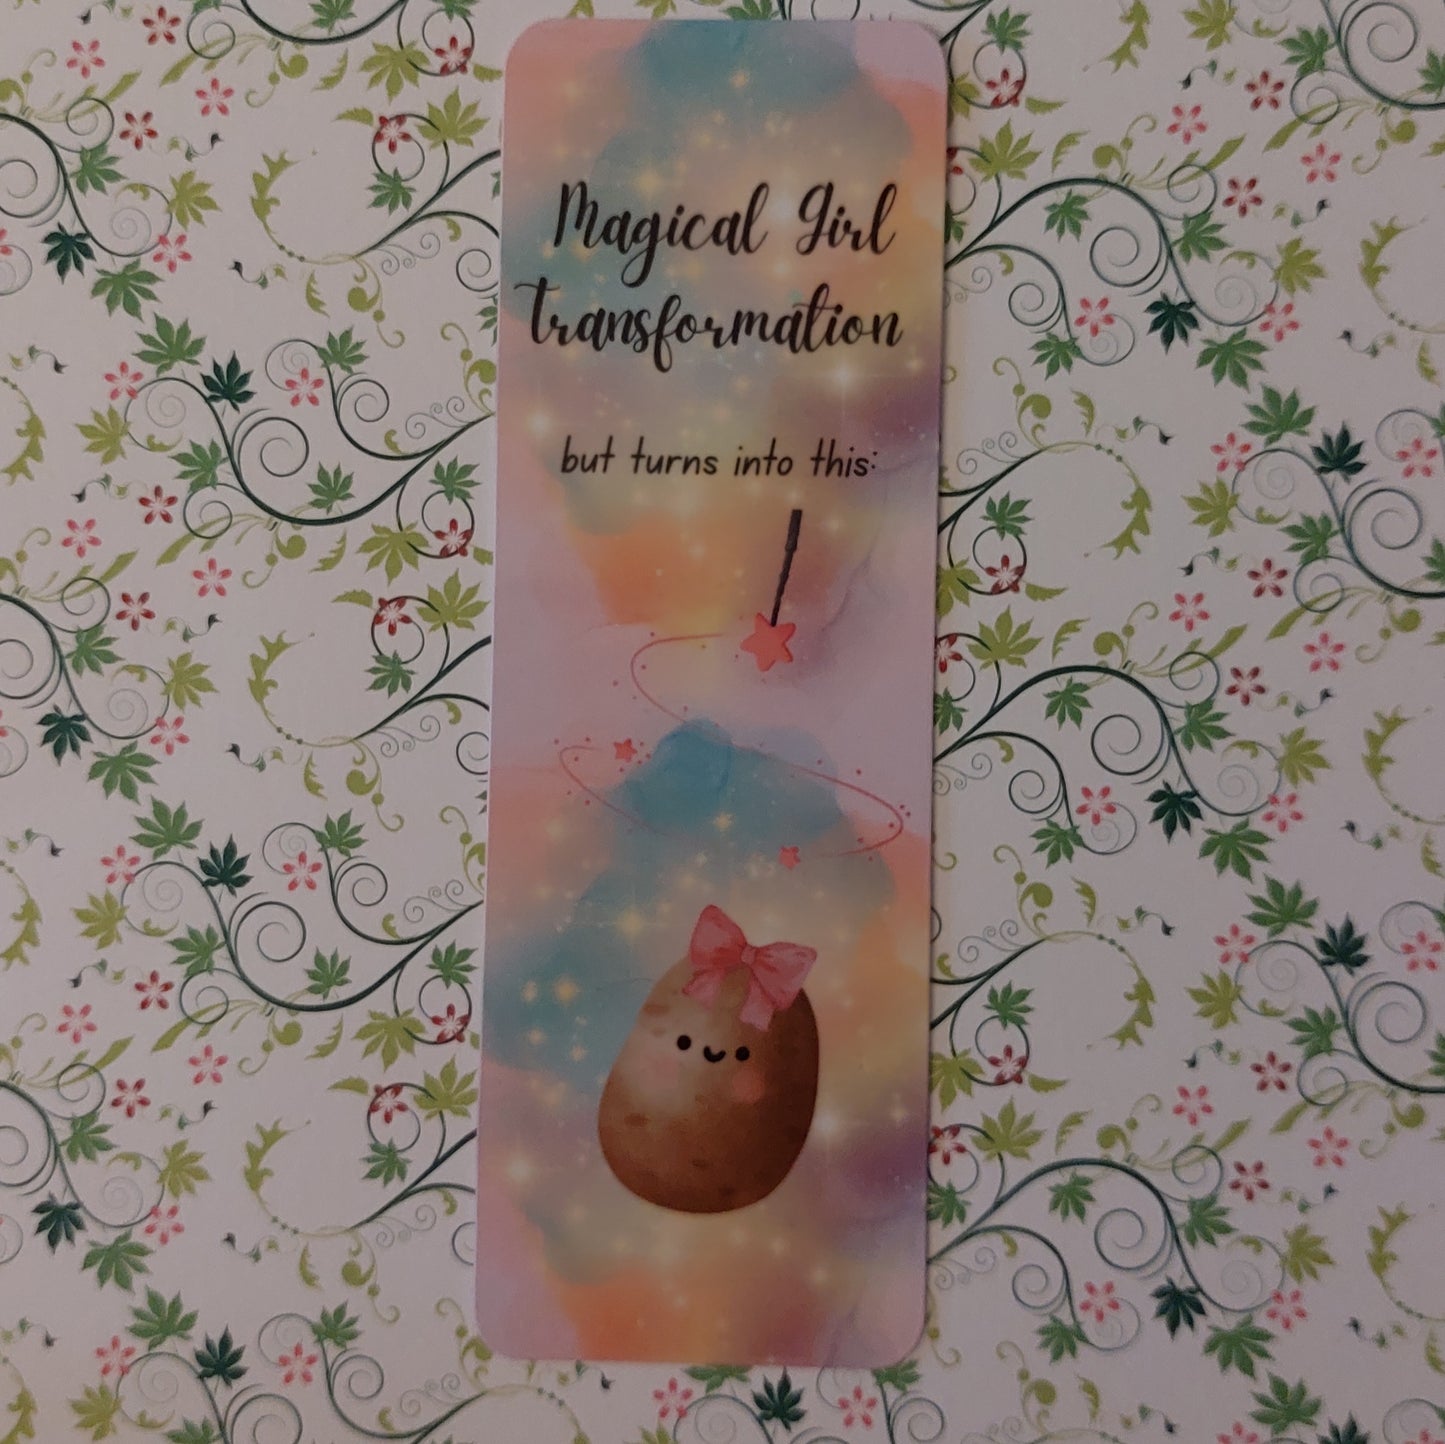 Magical Girl
transformation
but turns into this: